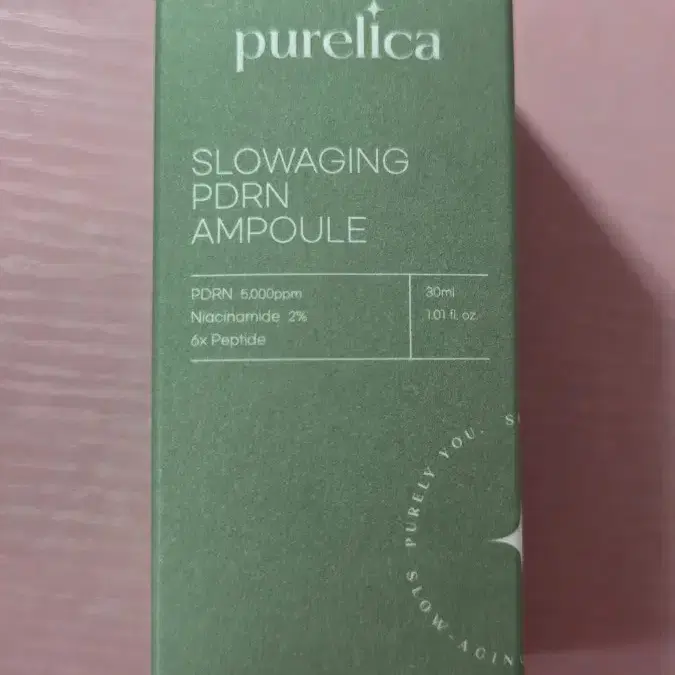 purelica
SLOWAGING
PDRN
AMPOULE
PDRN 5,000ppm
Niacinamide 2%
6x Peptide
30ml
1.01 fl. oz.
PURELY YOU.
SLOW-AGIN